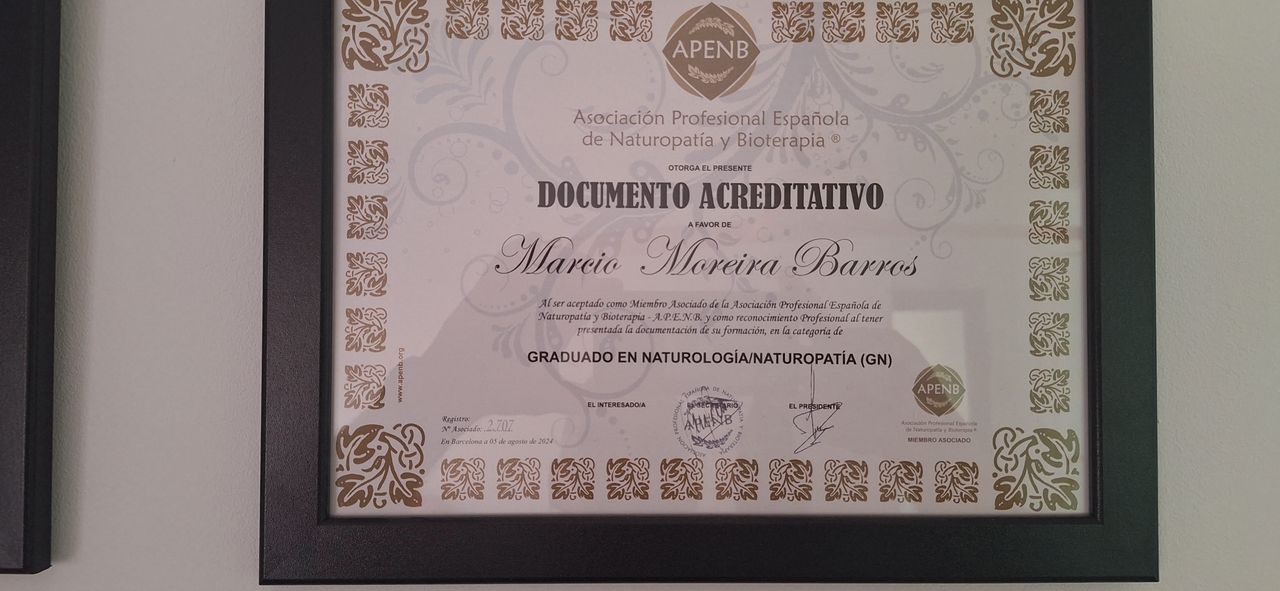 APENB
Asociación Profesional Española
de Naturopatía y Bioterapia ®
OTORGA EL PRESENTE
DOCUMENTO ACREDITATIVO
A FAVOR DE
Marcio Moreira Barros
Al ser aceptado como Miembro Asociado de la Asociación Profesional Española de
Naturopatía y Bioterapia - A.P.E.N.B. y como reconocimiento Profesional al tener
presentada la documentación de su formación, en la categoría de
GRADUADO EN NATUROLOGÍA/NATUROPATÍA (GN)
www.apenb.org
EL INTERESADO/A
EL SECRETARIO
EL PRESIDENTE
APENB
Registro:
Nº Asociado: 2.707
En Barcelona a 05 de agosto de 2024
APENB
Asociación Profesional Española
de Naturopatía y Bioterapia ®
MIEMBRO ASOCIADO